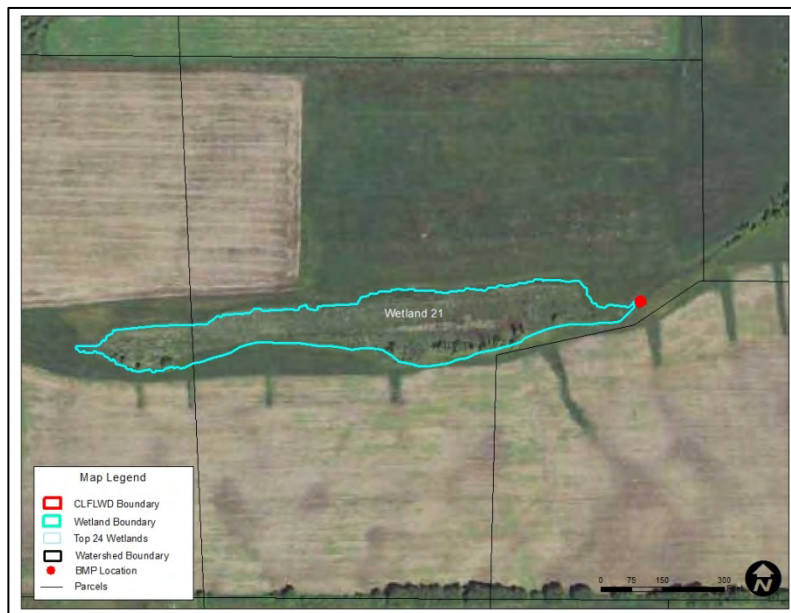 Wetland 21
Map Legend
CLFLWD Boundary
Wetland Boundary
Top 24 Wetlands
Watershed Boundary
BMP Location
Parcels
0 75 150 300
N